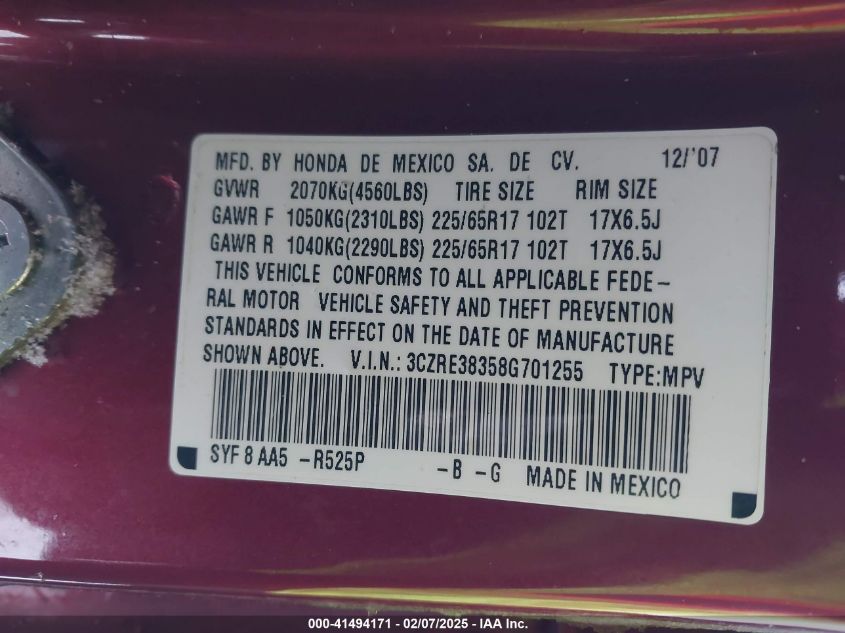 MFD. BY HONDA DE MEXICO SA. DE CV. 12/'07
GVWR 2070KG(4560LBS) TIRE SIZE RIM SIZE
GAWR F 1050KG(2310LBS) 225/65R17 102T 17X6.5J
GAWR R 1040KG(2290LBS) 225/65R17 102T 17X6.5J
THIS VEHICLE CONFORMS TO ALL APPLICABLE FEDE-
RAL MOTOR VEHICLE SAFETY AND THEFT PREVENTION
STANDARDS IN EFFECT ON THE DATE OF MANUFACTURE
SHOWN ABOVE. V.I.N.: 3CZRE38358G701255 TYPE:MPV
SYF 8 AA5 -R525P -B -G MADE IN MEXICO
000-41494171 — 02/07/2025 - IAA Inc.